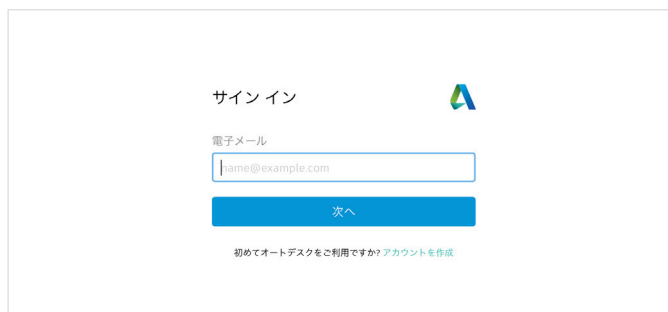 サイン イン
電子メール
name@example.com
次へ
初めてオートデスクをご利用ですか? アカウントを作成